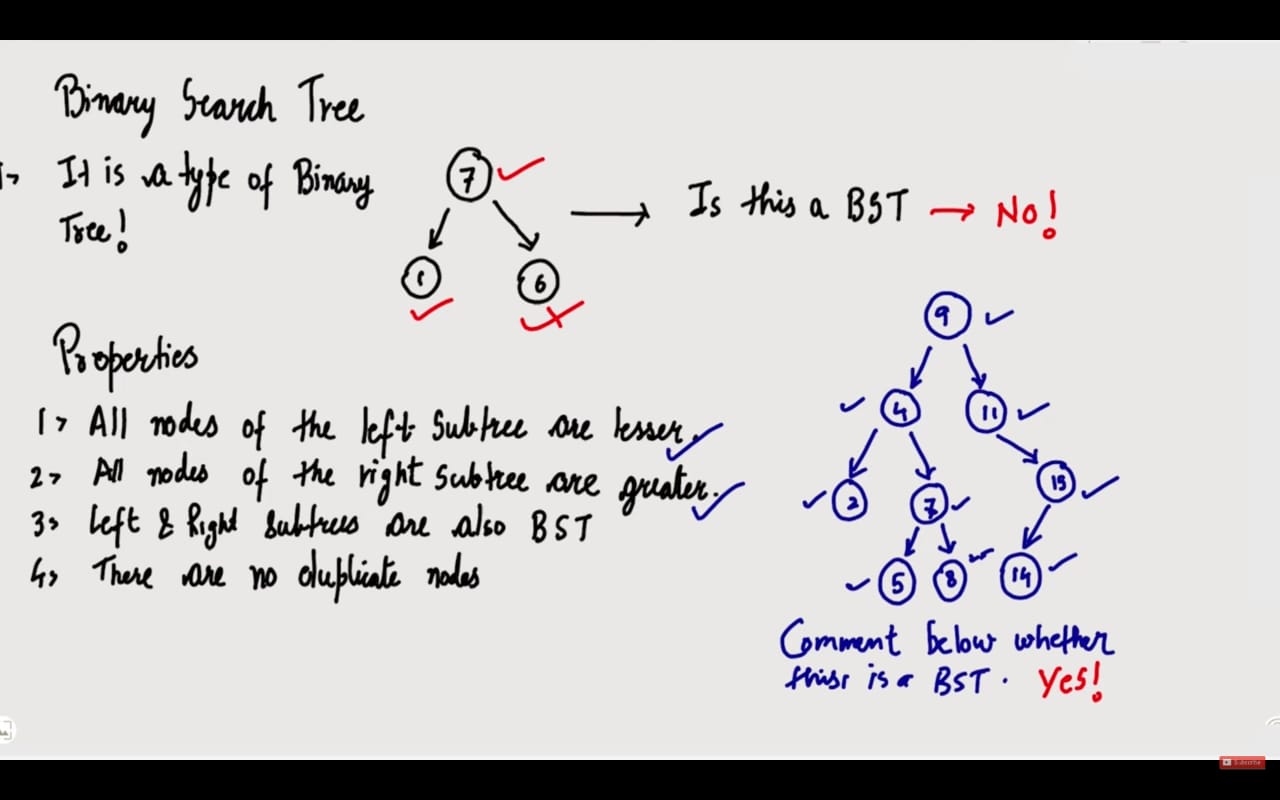 Binary Search Tree
1> It is a type of Binary
Tree!
7
1
6
Is this a BST → No!
Properties
1> All nodes of the left Subtree are lesser.
2> All nodes of the right Subtree are greater.
3> Left & Right Subtrees are also BST
4> There are no duplicate nodes
9
4 11
2 7 15
5 8 14
Comment below whether
this is a BST. Yes!
Subscribe